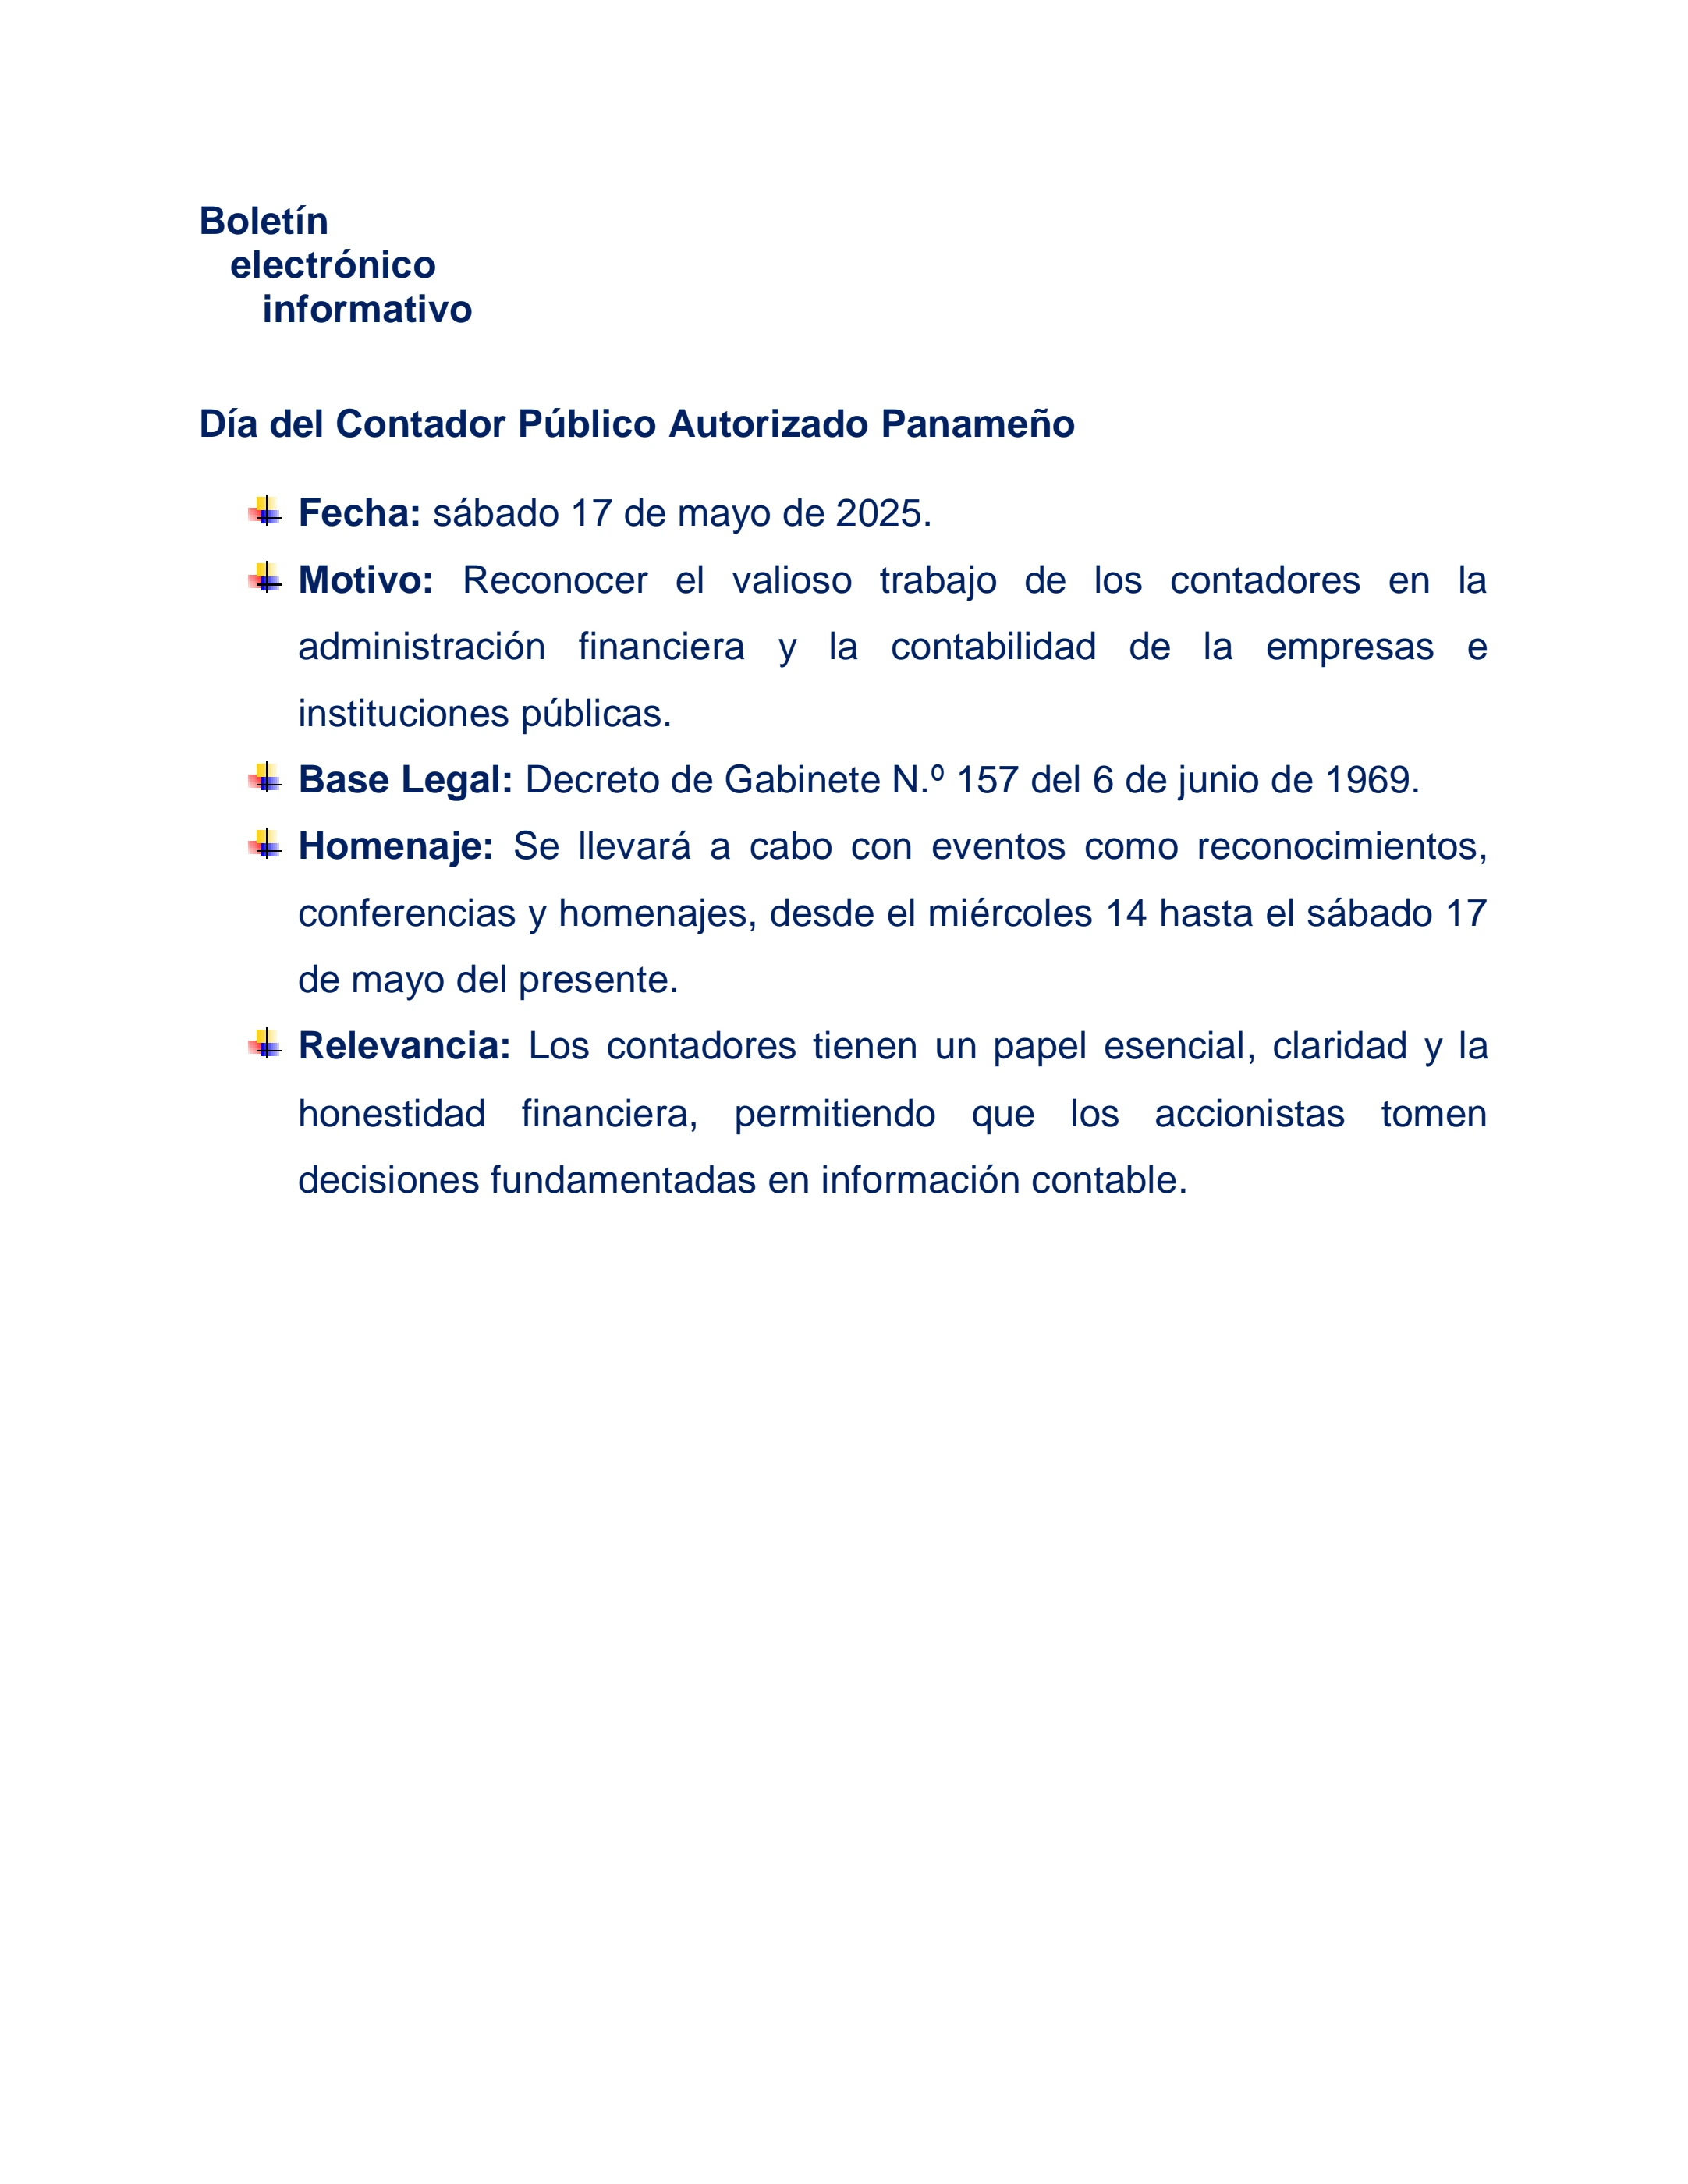 Boletín
electrónico
informativo
Día del Contador Público Autorizado Panameño
Fecha: sábado 17 de mayo de 2025.
Motivo: Reconocer el valioso trabajo de los contadores en la
administración financiera y la contabilidad de la empresas e
instituciones públicas.
Base Legal: Decreto de Gabinete N.º 157 del 6 de junio de 1969.
Homenaje: Se llevará a cabo con eventos como reconocimientos,
conferencias y homenajes, desde el miércoles 14 hasta el sábado 17
de mayo del presente.
Relevancia: Los contadores tienen un papel esencial, claridad y la
honestidad financiera, permitiendo que los accionistas tomen
decisiones fundamentadas en información contable.